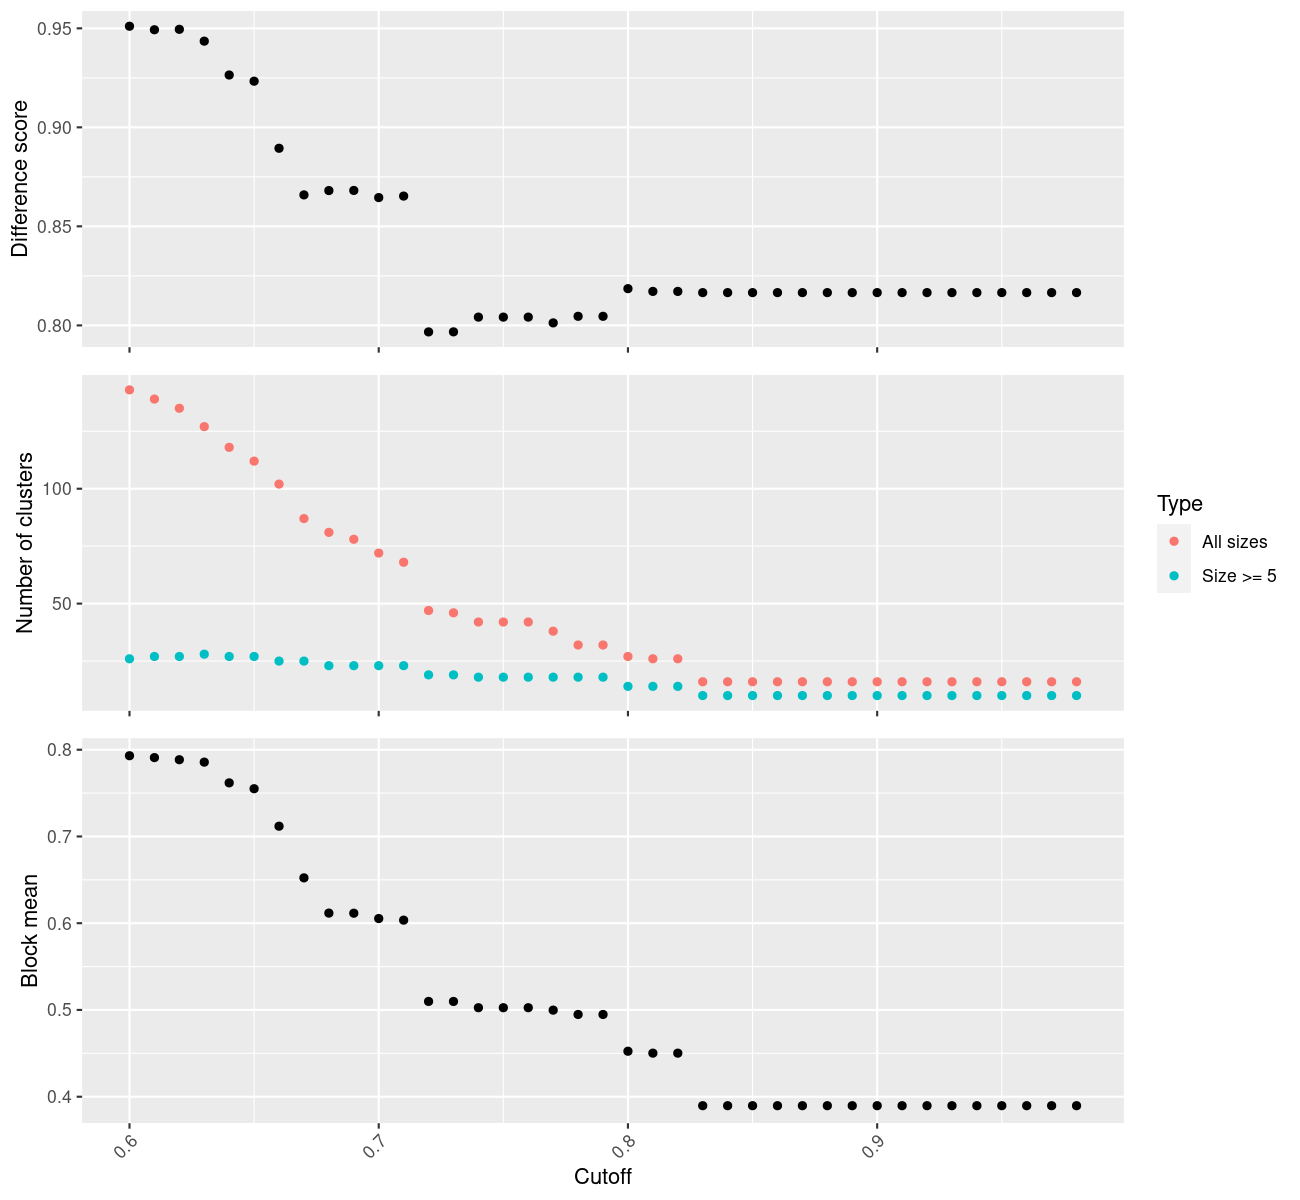 Difference score
0.95
0.90
0.85
0.80
Number of clusters
100
50
Type
All sizes
Size >= 5
Block mean
0.8
0.7
0.6
0.5
0.4
0.6 0.7 0.8 0.9
Cutoff